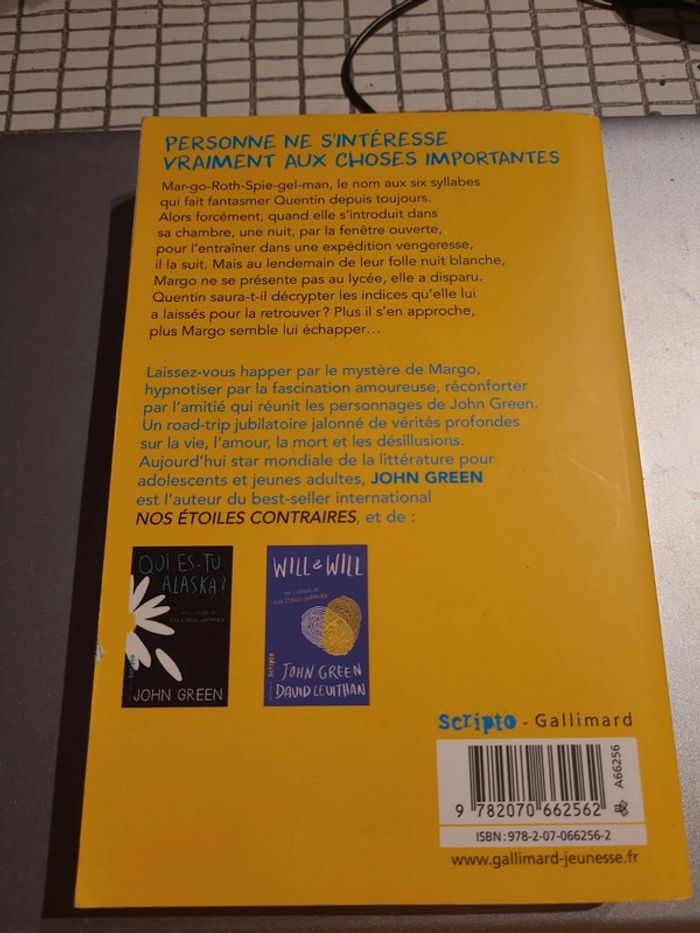 PERSONNE NE S'INTÉRESSE
VRAIMENT AUX CHOSES IMPORTANTES
Mar-go-Roth-Spie-gel-man, le nom aux six syllabes
qui fait fantasmer Quentin depuis toujours.
Alors forcément, quand elle s'introduit dans
sa chambre, une nuit, par la fenêtre ouverte,
pour l'entraîner dans une expédition vengeresse,
il la suit. Mais au lendemain de leur folle nuit blanche,
Margo ne se présente pas au lycée, elle a disparu.
Quentin saura-t-il décrypter les indices qu'elle lui
a laissés pour la retrouver ? Plus il s'en approche,
plus Margo semble lui échapper...
Laissez-vous happer par le mystère de Margo,
hypnotiser par la fascination amoureuse, réconforter
par l'amitié qui réunit les personnages de John Green.
Un road-trip jubilatoire jalonné de vérités profondes
sur la vie, l'amour, la mort et les désillusions.
Aujourd'hui star mondiale de la littérature pour
adolescents et jeunes adultes, JOHN GREEN
est l'auteur du best-seller international
NOS ÉTOILES CONTRAIRES, et de :
QUI ES-TU
ALASKA ?
JOHN GREEN
WILL & WILL
scripto
JOHN GREEN
DAVID LEVITHAN
scripto - Gallimard
A66256
9 782070 662562
ISBN : 978-2-07-066256-2
www.gallimard-jeunesse.fr